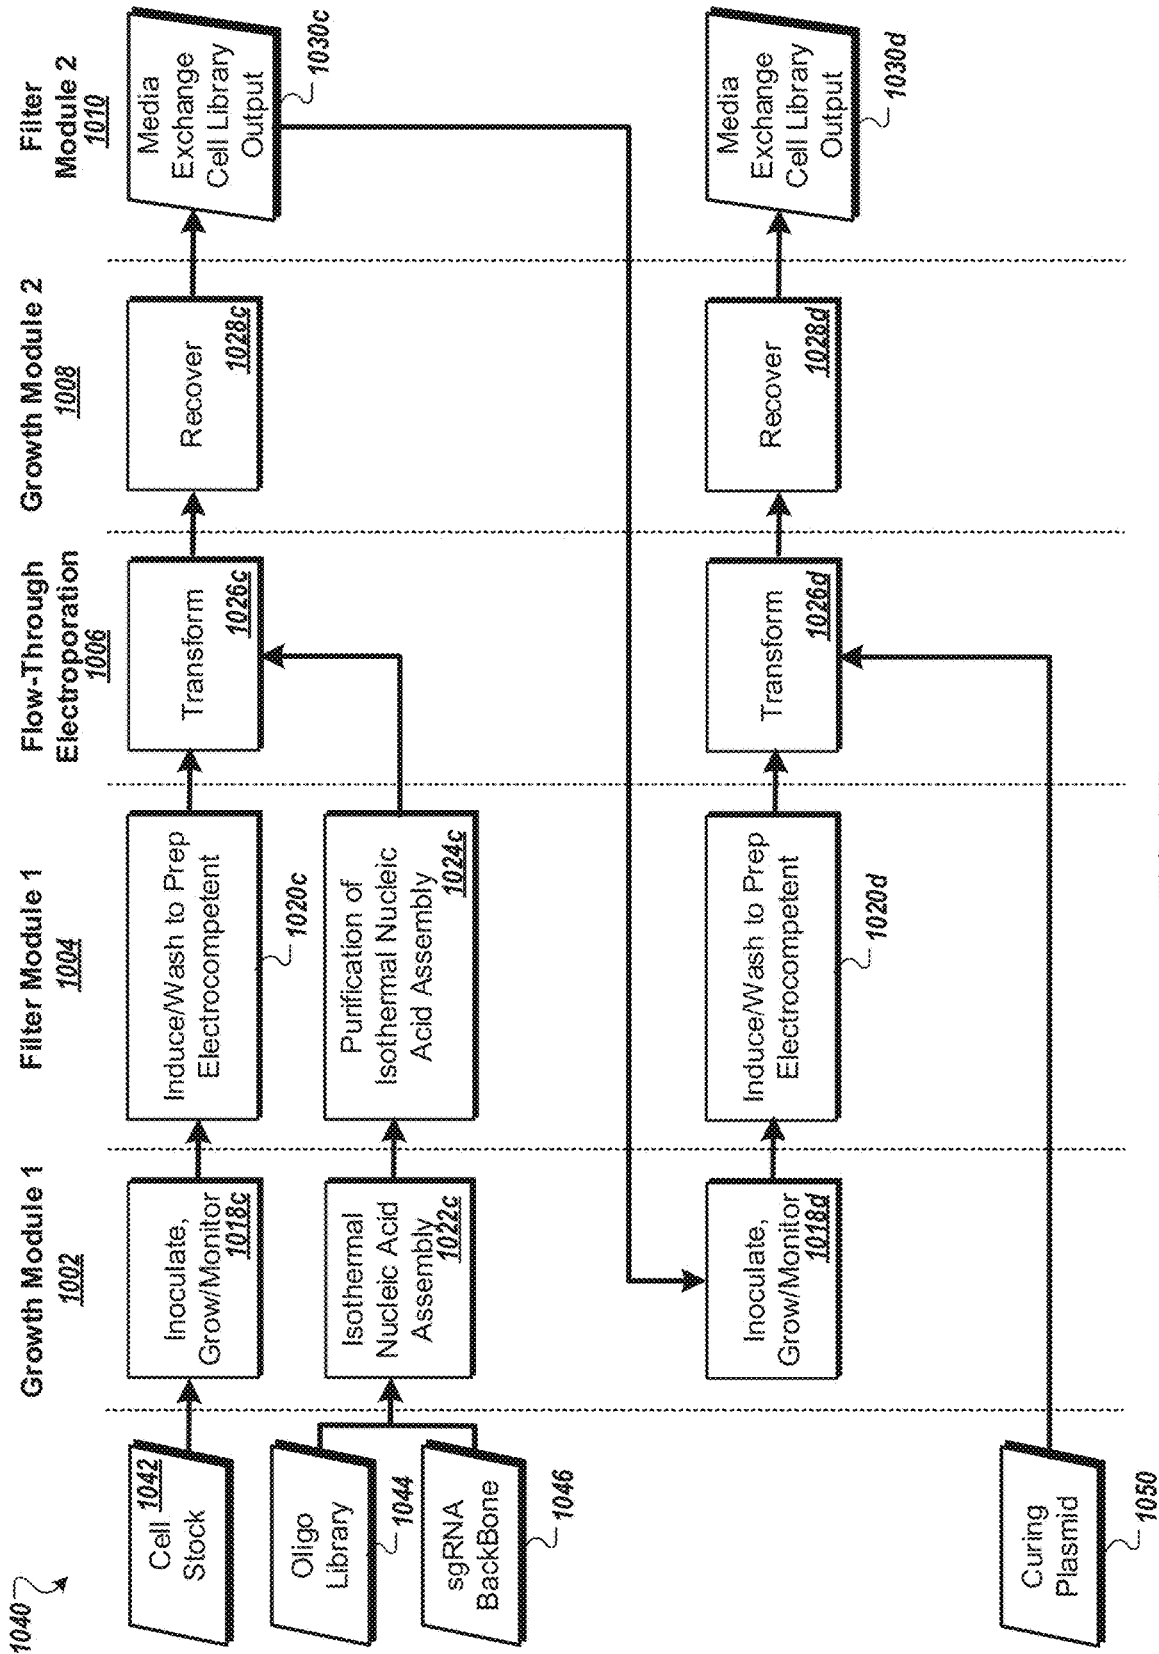 1040
Growth Module 1
1002
Filter Module 1
1004
Flow-Through
Electroporation
1006
Growth Module 2
1008
Filter
Module 2
1010
Cell
Stock
1042
Inoculate,
Grow/Monitor
1018c
Induce/Wash to Prep
Electrocompetent
1020c
Transform
1026c
Recover
1028c
Media
Exchange
Cell Library
Output
1030c
Oligo
Library
1044
sgRNA
BackBone
1046
Isothermal
Nucleic Acid
Assembly
1022c
Purification of
Isothermal Nucleic
Acid Assembly
1024c
Inoculate,
Grow/Monitor
1018d
Induce/Wash to Prep
Electrocompetent
1020d
Transform
1026d
Recover
1028d
Media
Exchange
Cell Library
Output
1030d
Curing
Plasmid
1050